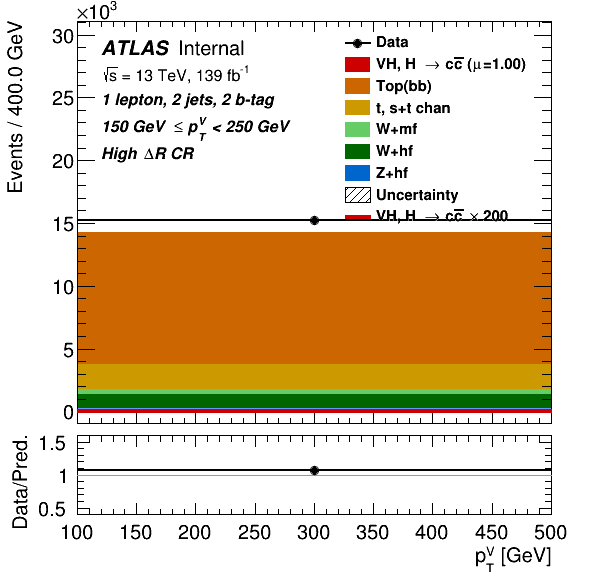 ×10³
Events / 400.0 GeV
30
25
20
15
10
5
0
ATLAS Internal
√s = 13 TeV, 139 fb⁻¹
1 lepton, 2 jets, 2 b-tag
150 GeV ≤ p_T^V < 250 GeV
High ΔR CR
Data
VH, H → cc̅ (μ=1.00)
Top(bb)
t, s+t chan
W+mf
W+hf
Z+hf
Uncertainty
VH, H → cc̅ × 200
Data/Pred.
1.5
1
0.5
100 150 200 250 300 350 400 450 500
p_T^V [GeV]